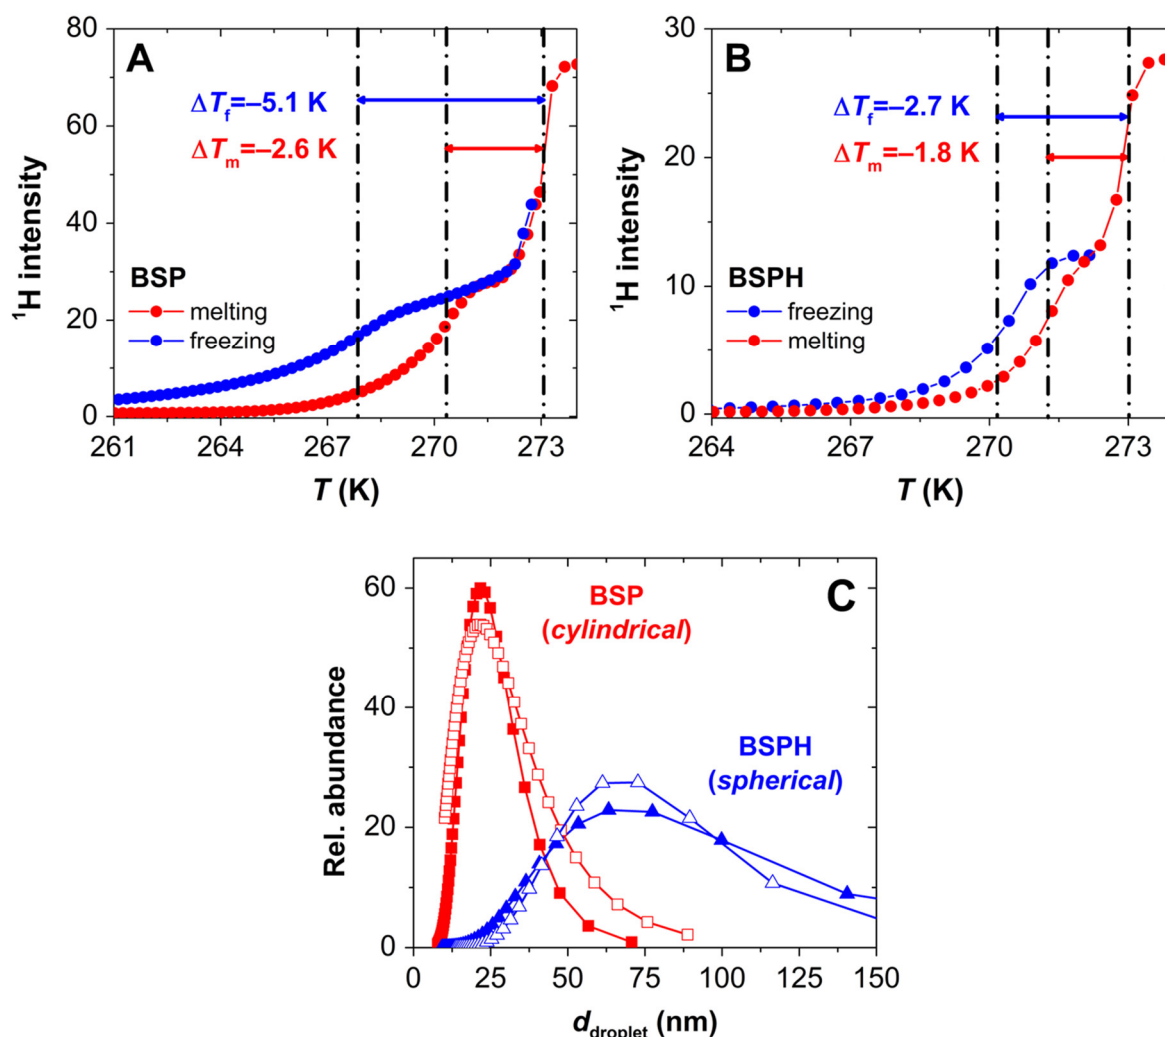 A
ΔTf=–5.1 K
ΔTm=–2.6 K
BSP
melting
freezing
¹H intensity
80
60
40
20
0
261 264 267 270 273
T (K)
B
ΔTf=–2.7 K
ΔTm=–1.8 K
BSPH
freezing
melting
¹H intensity
30
20
10
0
264 267 270 273
T (K)
C
BSP
(cylindrical)
BSPH
(spherical)
Rel. abundance
60
40
20
0
0 25 50 75 100 125 150
ddroplet (nm)